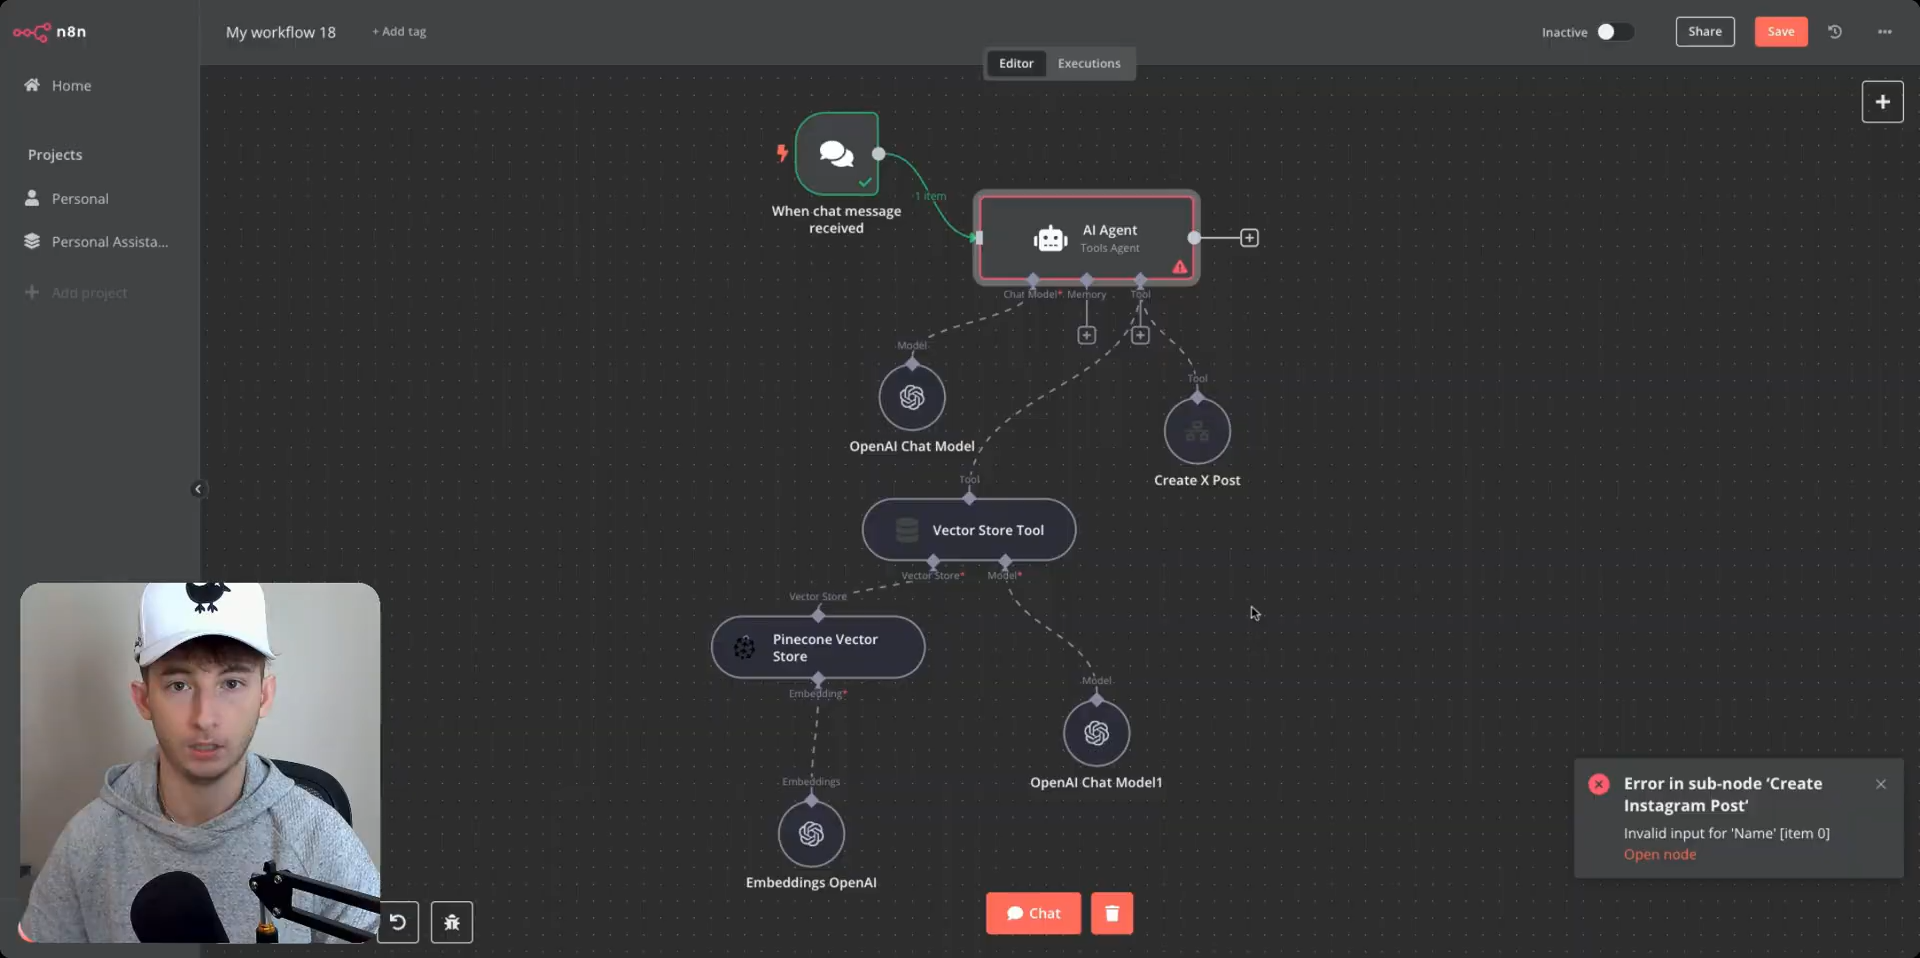 n8n
My workflow 18
+ Add tag
Inactive
Share
Save
Editor
Executions
Home
Projects
Personal
Personal Assista...
Add project
When chat message
received
1 item
AI Agent
Tools Agent
Chat Model*
Memory
Tool
Model
OpenAI Chat Model
Tool
Create X Post
Tool
Vector Store Tool
Vector Store*
Model*
Vector Store
Pinecone Vector
Store
Embedding*
Model
OpenAI Chat Model1
Embeddings
Embeddings OpenAI
Error in sub-node ‘Create
Instagram Post‘
Invalid input for 'Name' [item 0]
Open node
Chat